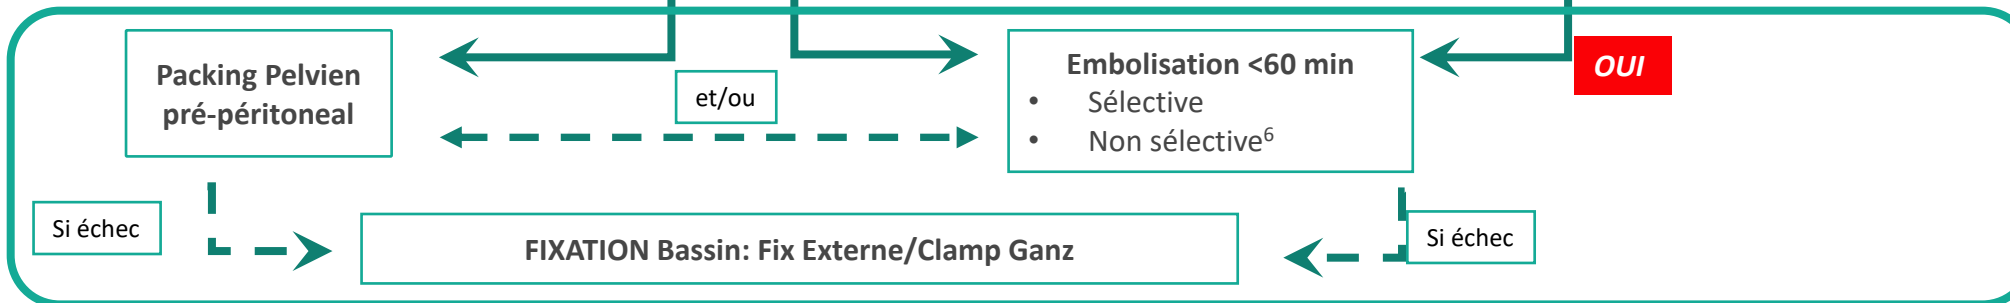 Packing Pelvien
pré-péritoneal
et/ou
Embolisation <60 min
• Sélective
• Non sélective⁶
OUI
Si échec
FIXATION Bassin: Fix Externe/Clamp Ganz
Si échec